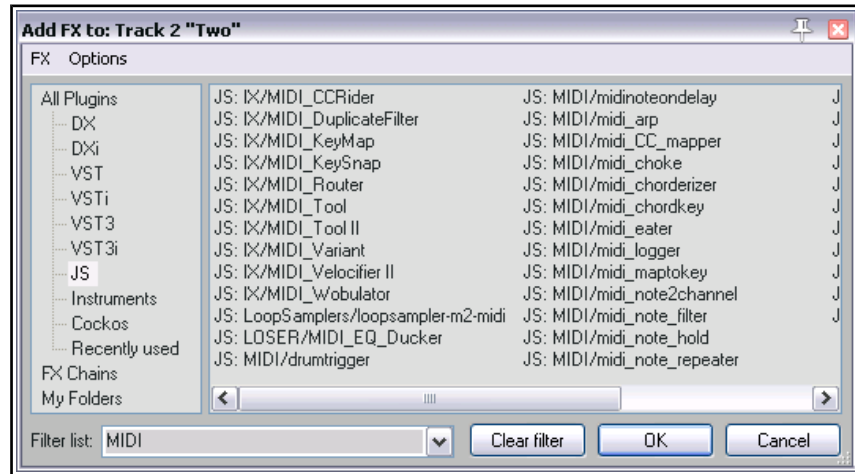 Add FX to: Track 2 "Two"
FX Options
All Plugins
DX
DXi
VST
VSTi
VST3
VST3i
JS
Instruments
Cockos
Recently used
FX Chains
My Folders
JS: IX/MIDI_CCRider
JS: IX/MIDI_DuplicateFilter
JS: IX/MIDI_KeyMap
JS: IX/MIDI_KeySnap
JS: IX/MIDI_Router
JS: IX/MIDI_Tool
JS: IX/MIDI_Tool II
JS: IX/MIDI_Variant
JS: IX/MIDI_Velocifier II
JS: IX/MIDI_Wobulator
JS: LoopSamplers/loopsampler-m2-midi
JS: LOSER/MIDI_EQ_Ducker
JS: MIDI/drumtrigger
JS: MIDI/midinoteondelay
JS: MIDI/midi_arp
JS: MIDI/midi_CC_mapper
JS: MIDI/midi_choke
JS: MIDI/midi_chorderizer
JS: MIDI/midi_chordkey
JS: MIDI/midi_eater
JS: MIDI/midi_logger
JS: MIDI/midi_maptokey
JS: MIDI/midi_note2channel
JS: MIDI/midi_note_filter
JS: MIDI/midi_note_hold
JS: MIDI/midi_note_repeater
J
J
J
J
J
J
J
J
J
J
J
Filter list: MIDI
Clear filter
OK
Cancel